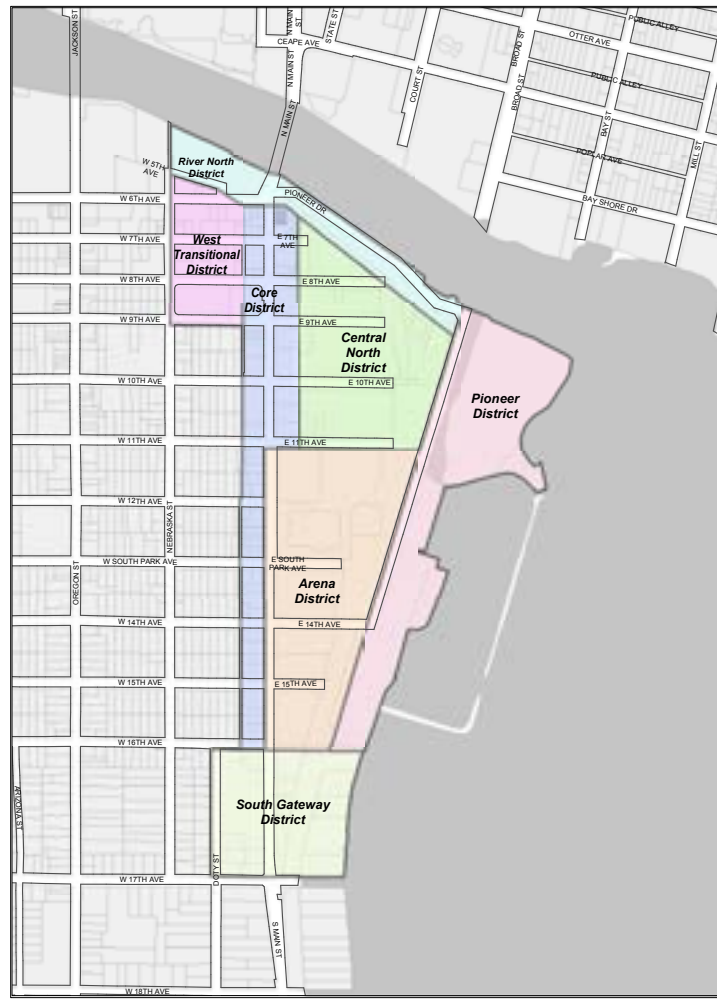 JACKSON ST
N MAIN
ST
STATE ST
CEAPE AVE
N MAIN ST
COURT ST
BROAD ST
BROAD ST
PUBLIC ALLEY
OTTER AVE
PUBLIC ALLEY
BAY ST
POPLAR AVE
MILL ST
BAY SHORE DR
N MAIN ST
W 5TH
AVE
River North
District
PIONEER DR
W 6TH AVE
W 7TH AVE
West
Transitional
District
E 7TH
AVE
W 8TH AVE
E 8TH AVE
Core
District
W 9TH AVE
E 9TH AVE
Central
North
District
W 10TH AVE
E 10TH AVE
Pioneer
District
W 11TH AVE
E 11TH AVE
W 12TH AVE
NEBRASKA ST
W SOUTH PARK AVE
E SOUTH
PARK AVE
OREGON ST
Arena
District
W 14TH AVE
E 14TH AVE
W 15TH AVE
E 15TH AVE
W 16TH AVE
ARIZONA ST
South Gateway
District
DOTY ST
W 17TH AVE
S MAIN ST
W 18TH AVE